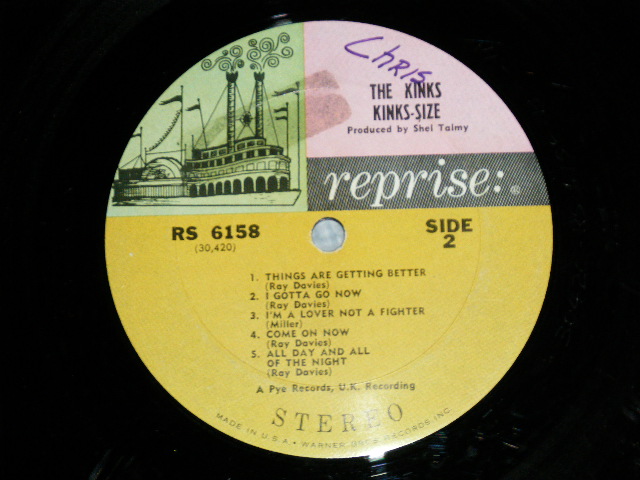 Chris
THE KINKS
KINKS-SIZE
Produced by Shel Talmy
reprise:
RS 6158
(30,420)
SIDE
2
1. THINGS ARE GETTING BETTER
(Ray Davies)
2. I GOTTA GO NOW
(Ray Davies)
3. I'M A LOVER NOT A FIGHTER
(Miller)
4. COME ON NOW
(Ray Davies)
5. ALL DAY AND ALL
OF THE NIGHT
(Ray Davies)
A Pye Records, U.K. Recording
STEREO
MADE IN U.S.A. • WARNER BROS. RECORDS INC.